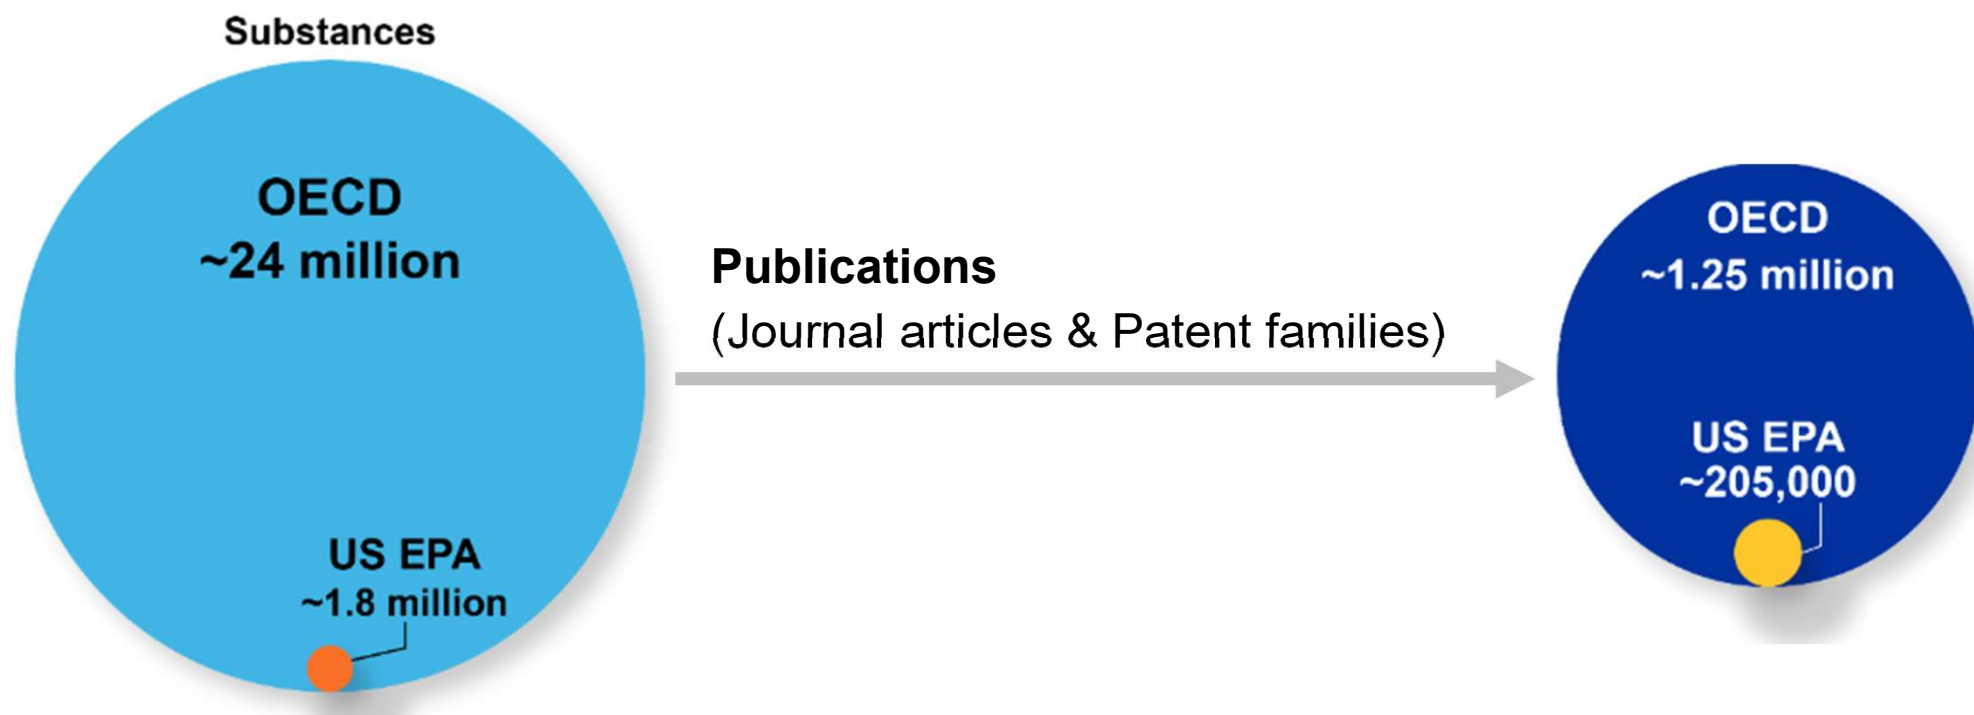 Substances
OECD
~24 million
US EPA
~1.8 million
Publications
(Journal articles & Patent families)
OECD
~1.25 million
US EPA
~205,000